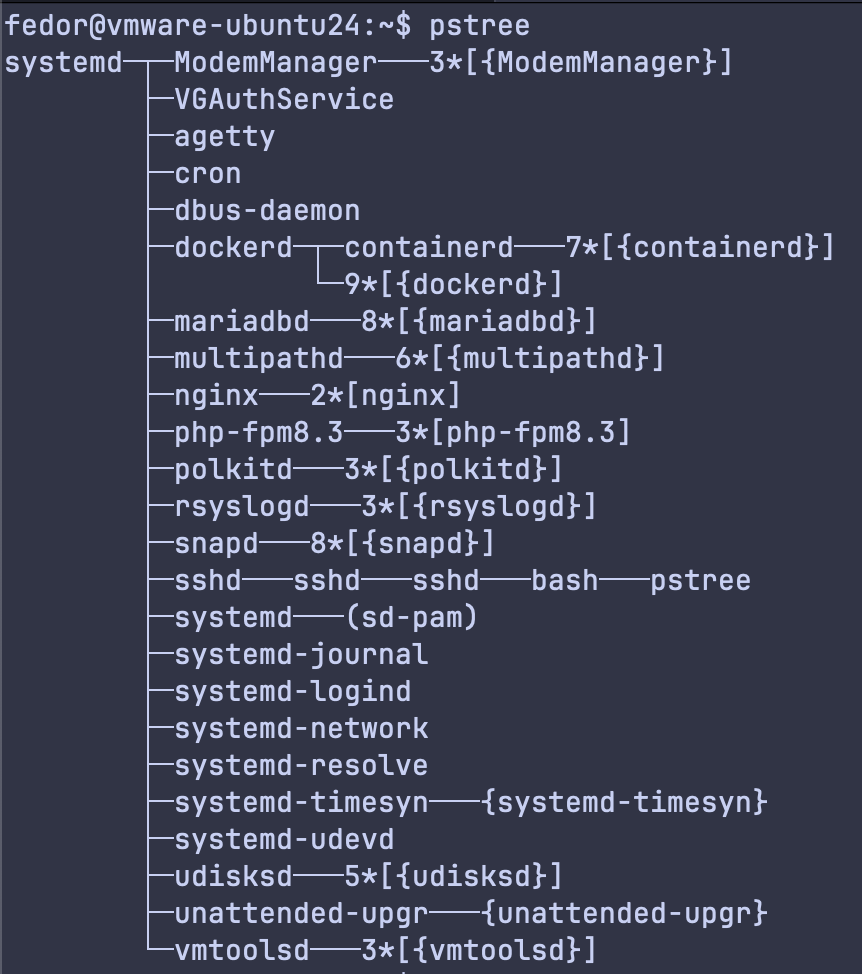 fedor@vmware-ubuntu24:~$ pstree
systemd─┬─ModemManager───3*[{ModemManager}]
        ├─VGAuthService
        ├─agetty
        ├─cron
        ├─dbus-daemon
        ├─dockerd─┬─containerd───7*[{containerd}]
        │         └─9*[{dockerd}]
        ├─mariadbd───8*[{mariadbd}]
        ├─multipathd───6*[{multipathd}]
        ├─nginx───2*[nginx]
        ├─php-fpm8.3───3*[php-fpm8.3]
        ├─polkitd───3*[{polkitd}]
        ├─rsyslogd───3*[{rsyslogd}]
        ├─snapd───8*[{snapd}]
        ├─sshd───sshd───sshd───bash───pstree
        ├─systemd───(sd-pam)
        ├─systemd-journal
        ├─systemd-logind
        ├─systemd-network
        ├─systemd-resolve
        ├─systemd-timesyn───{systemd-timesyn}
        ├─systemd-udevd
        ├─udisksd───5*[{udisksd}]
        ├─unattended-upgr───{unattended-upgr}
        └─vmtoolsd───3*[{vmtoolsd}]